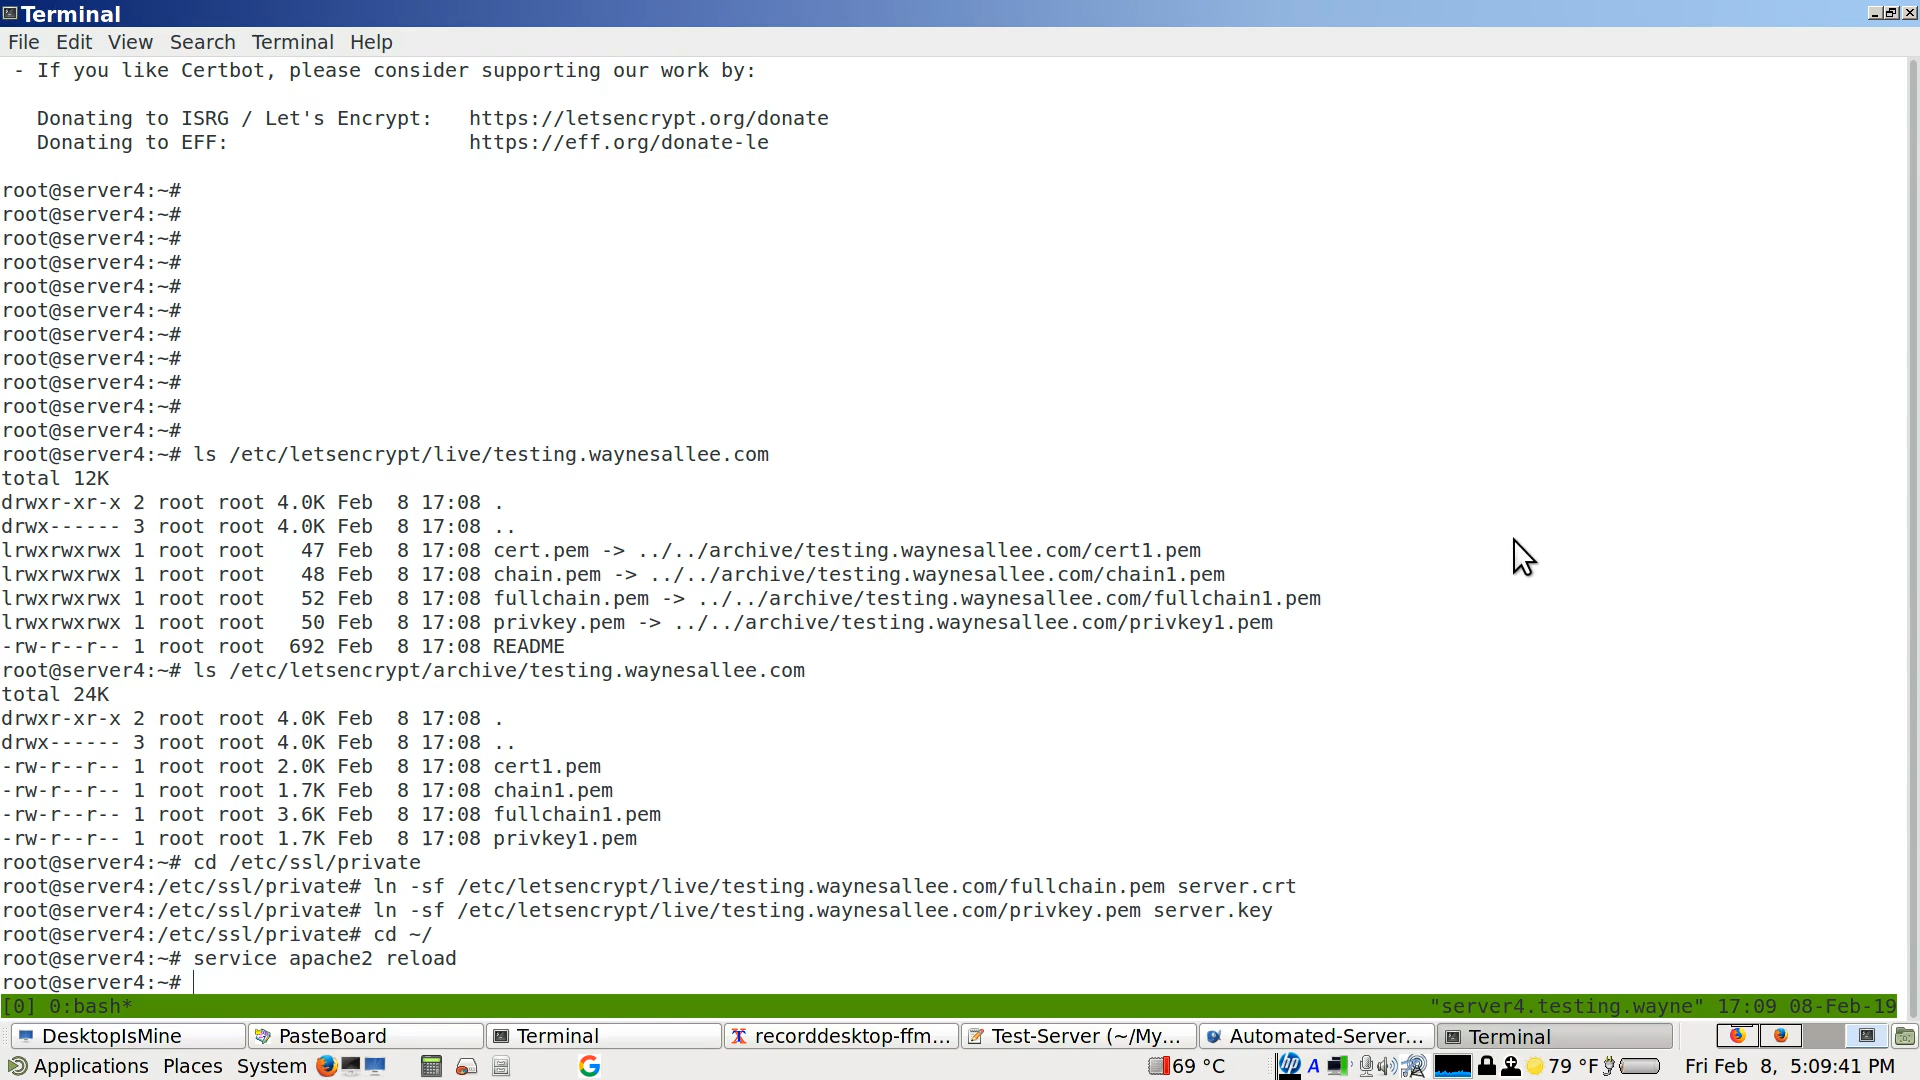 Terminal
File Edit View Search Terminal Help
- If you like Certbot, please consider supporting our work by:
Donating to ISRG / Let's Encrypt:   https://letsencrypt.org/donate
Donating to EFF:                    https://eff.org/donate-le
root@server4:~#
root@server4:~#
root@server4:~#
root@server4:~#
root@server4:~#
root@server4:~#
root@server4:~#
root@server4:~#
root@server4:~#
root@server4:~#
root@server4:~#
root@server4:~# ls /etc/letsencrypt/live/testing.waynesallee.com
total 12K
drwxr-xr-x 2 root root 4.0K Feb  8 17:08 .
drwx------ 3 root root 4.0K Feb  8 17:08 ..
lrwxrwxrwx 1 root root   47 Feb  8 17:08 cert.pem -> ../../archive/testing.waynesallee.com/cert1.pem
lrwxrwxrwx 1 root root   48 Feb  8 17:08 chain.pem -> ../../archive/testing.waynesallee.com/chain1.pem
lrwxrwxrwx 1 root root   52 Feb  8 17:08 fullchain.pem -> ../../archive/testing.waynesallee.com/fullchain1.pem
lrwxrwxrwx 1 root root   50 Feb  8 17:08 privkey.pem -> ../../archive/testing.waynesallee.com/privkey1.pem
-rw-r--r-- 1 root root  692 Feb  8 17:08 README
root@server4:~# ls /etc/letsencrypt/archive/testing.waynesallee.com
total 24K
drwxr-xr-x 2 root root 4.0K Feb  8 17:08 .
drwx------ 3 root root 4.0K Feb  8 17:08 ..
-rw-r--r-- 1 root root 2.0K Feb  8 17:08 cert1.pem
-rw-r--r-- 1 root root 1.7K Feb  8 17:08 chain1.pem
-rw-r--r-- 1 root root 3.6K Feb  8 17:08 fullchain1.pem
-rw-r--r-- 1 root root 1.7K Feb  8 17:08 privkey1.pem
root@server4:~# cd /etc/ssl/private
root@server4:/etc/ssl/private# ln -sf /etc/letsencrypt/live/testing.waynesallee.com/fullchain.pem server.crt
root@server4:/etc/ssl/private# ln -sf /etc/letsencrypt/live/testing.waynesallee.com/privkey.pem server.key
root@server4:/etc/ssl/private# cd ~/
root@server4:~# service apache2 reload
root@server4:~#
[0] 0:bash* "server4.testing.wayne" 17:09 08-Feb-19
DesktopIsMine PasteBoard Terminal recorddesktop-ffm... Test-Server (~/My... Automated-Server... Terminal
Applications Places System G 69 °C hp A 79 °F Fri Feb  8,  5:09:41 PM